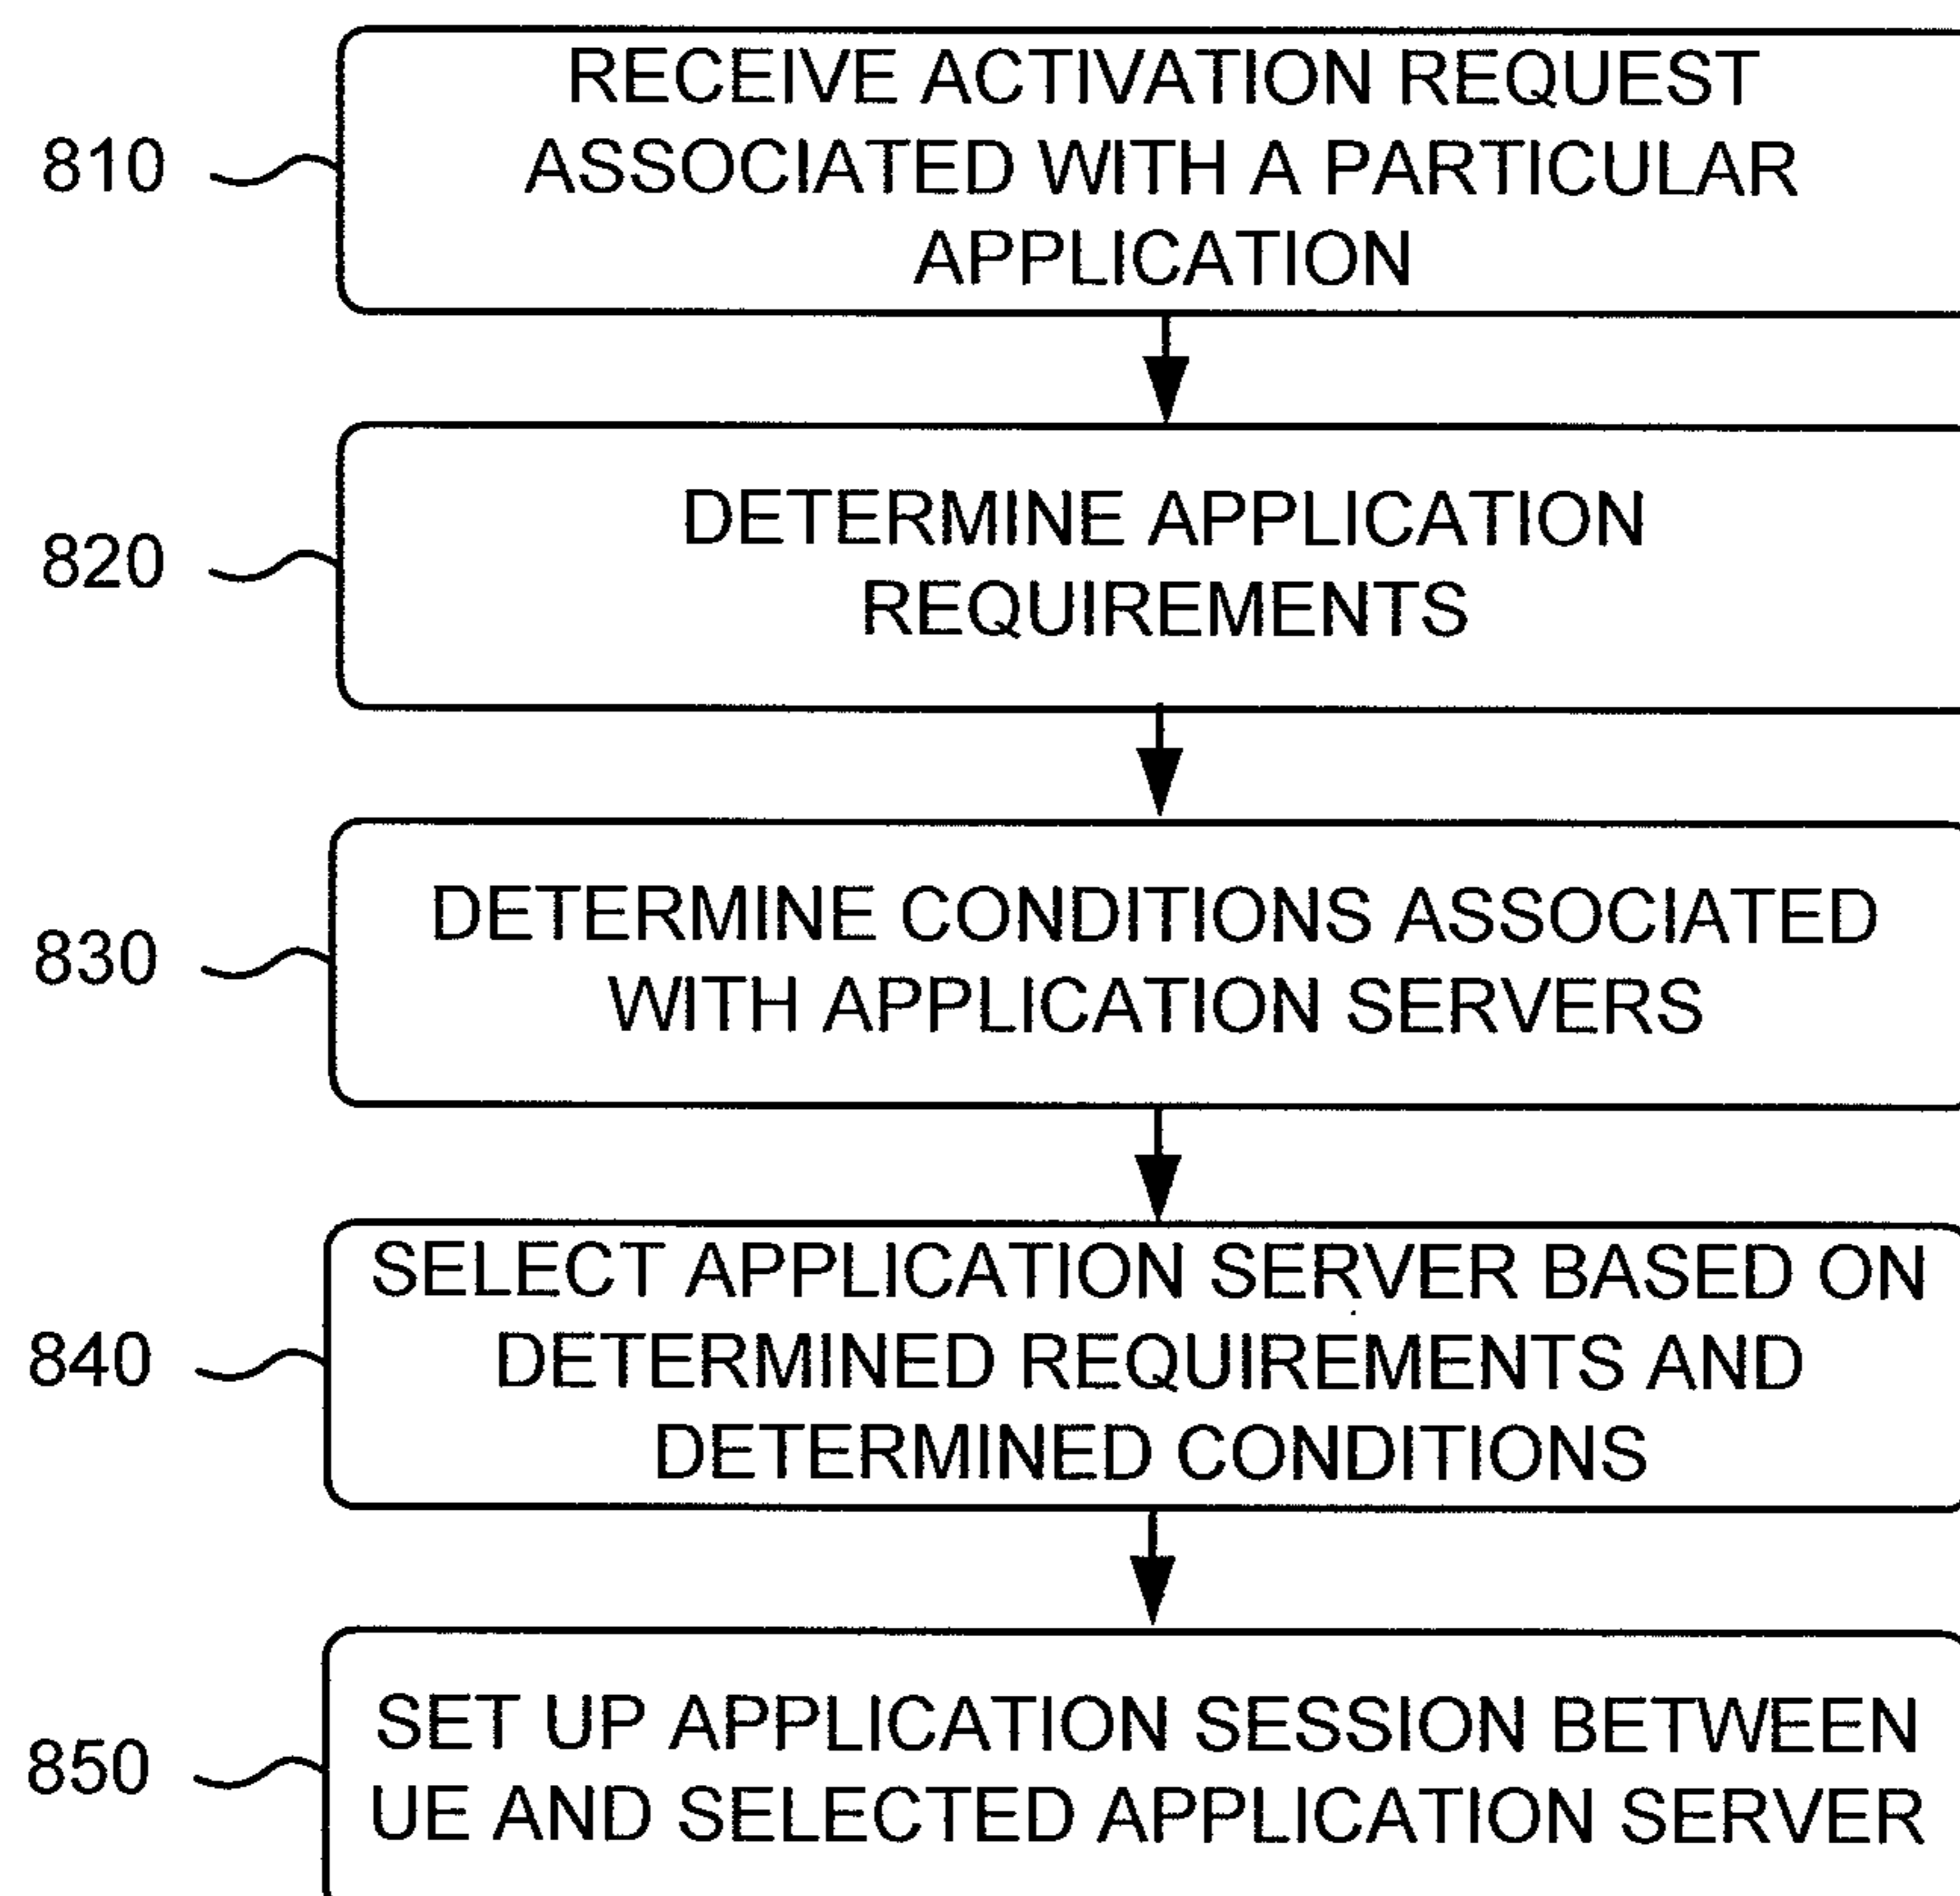 RECEIVE ACTIVATION REQUEST
810 ASSOCIATED WITH A PARTICULAR
APPLICATION
DETERMINE APPLICATION
820
REQUIREMENTS
DETERMINE CONDITIONS ASSOCIATED
830
WITH APPLICATION SERVERS
SELECT APPLICATION SERVER BASED ON
840 DETERMINED REQUIREMENTS AND
DETERMINED CONDITIONS
SET UP APPLICATION SESSION BETWEEN
850
UE AND SELECTED APPLICATION SERVER